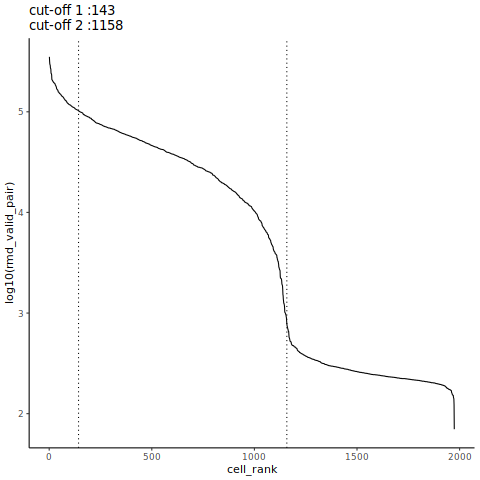 cut-off 1 :143
cut-off 2 :1158
5
4
3
2
log10(rmd_valid_pair)
0
500
1000
1500
2000
cell_rank